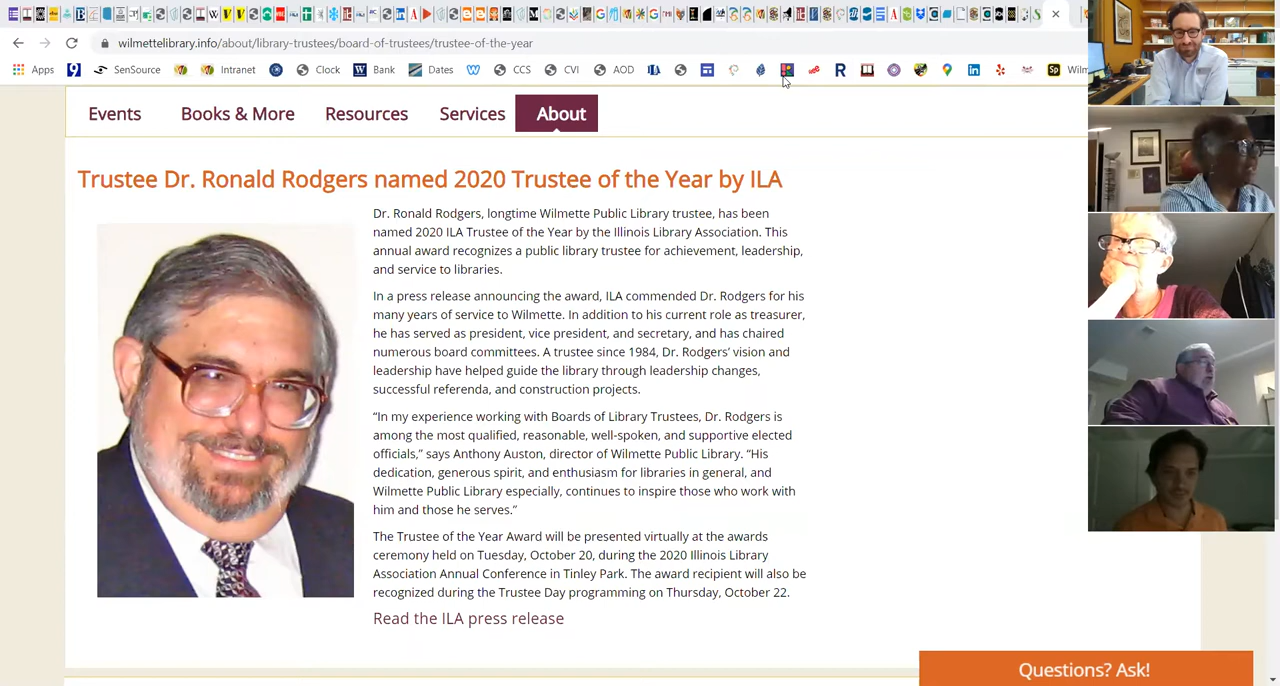 wilmettelibrary.info/about/library-trustees/board-of-trustees/trustee-of-the-year
Apps SenSource Intranet Clock Bank Dates CCS CVI AOD Wilm
Events Books & More Resources Services About
Trustee Dr. Ronald Rodgers named 2020 Trustee of the Year by ILA
Dr. Ronald Rodgers, longtime Wilmette Public Library trustee, has been
named 2020 ILA Trustee of the Year by the Illinois Library Association. This
annual award recognizes a public library trustee for achievement, leadership,
and service to libraries.
In a press release announcing the award, ILA commended Dr. Rodgers for his
many years of service to Wilmette. In addition to his current role as treasurer,
he has served as president, vice president, and secretary, and has chaired
numerous board committees. A trustee since 1984, Dr. Rodgers’ vision and
leadership have helped guide the library through leadership changes,
successful referenda, and construction projects.
“In my experience working with Boards of Library Trustees, Dr. Rodgers is
among the most qualified, reasonable, well-spoken, and supportive elected
officials,” says Anthony Auston, director of Wilmette Public Library. “His
dedication, generous spirit, and enthusiasm for libraries in general, and
Wilmette Public Library especially, continues to inspire those who work with
him and those he serves.”
The Trustee of the Year Award will be presented virtually at the awards
ceremony held on Tuesday, October 20, during the 2020 Illinois Library
Association Annual Conference in Tinley Park. The award recipient will also be
recognized during the Trustee Day programming on Thursday, October 22.
Read the ILA press release
Questions? Ask!